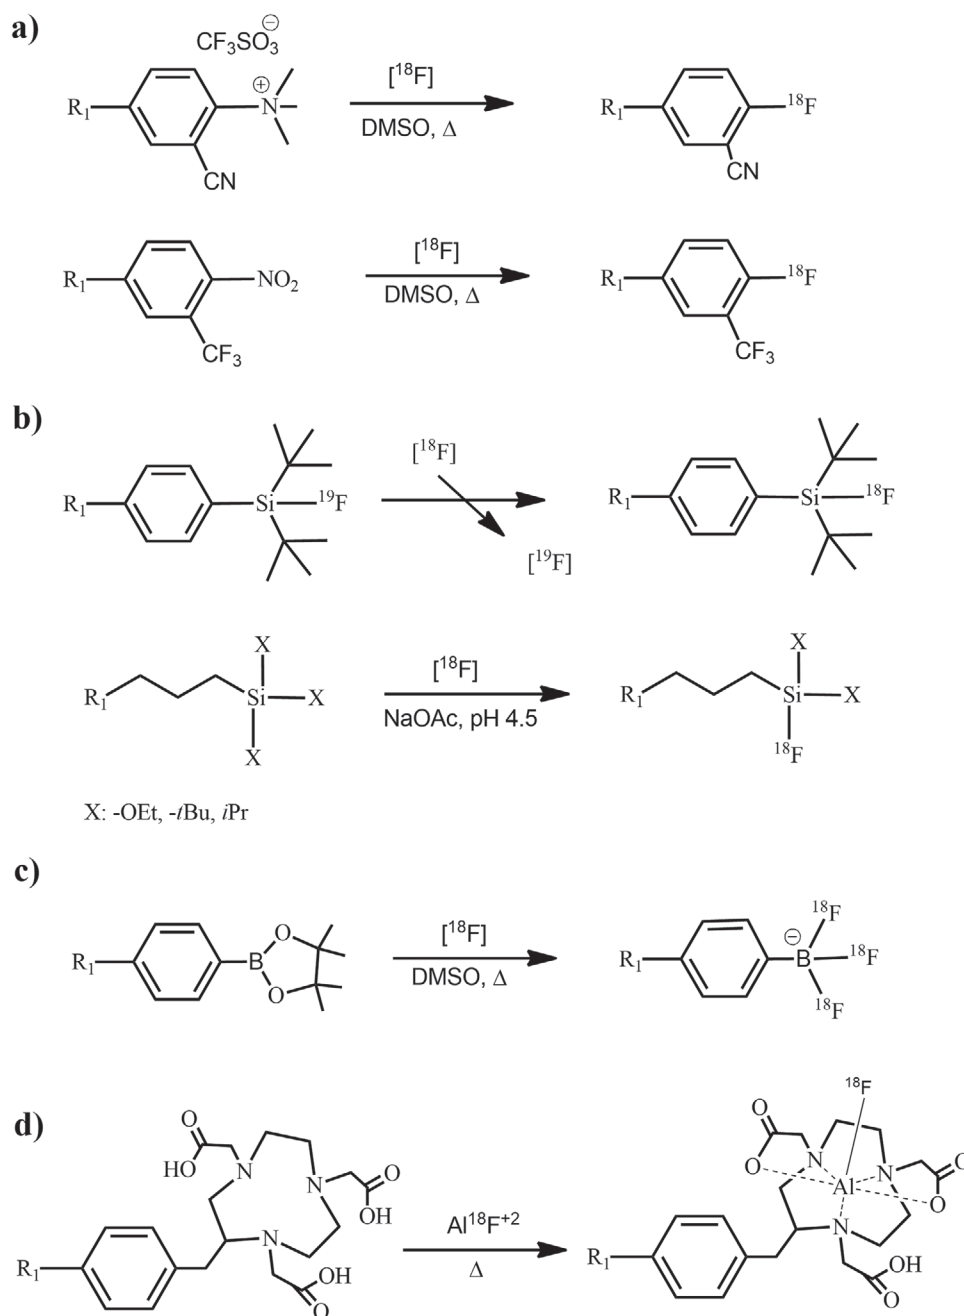 a)
CF₃SO₃ ⊖
R₁ ⊕ N CN
[¹⁸F]
DMSO, Δ
R₁ ¹⁸F CN
R₁ NO₂ CF₃
[¹⁸F]
DMSO, Δ
R₁ ¹⁸F CF₃
b)
R₁ Si ¹⁹F
[¹⁸F]
[¹⁹F]
R₁ Si ¹⁸F
R₁ Si X X X
[¹⁸F]
NaOAc, pH 4.5
R₁ Si X X ¹⁸F
X: -OEt, -tBu, iPr
c)
R₁ B O O
[¹⁸F]
DMSO, Δ
R₁ ⊖ B ¹⁸F ¹⁸F ¹⁸F
d)
R₁ O HO N N O OH N OH O
Al¹⁸F⁺²
Δ
R₁ ¹⁸F O O N Al N O O N OH O